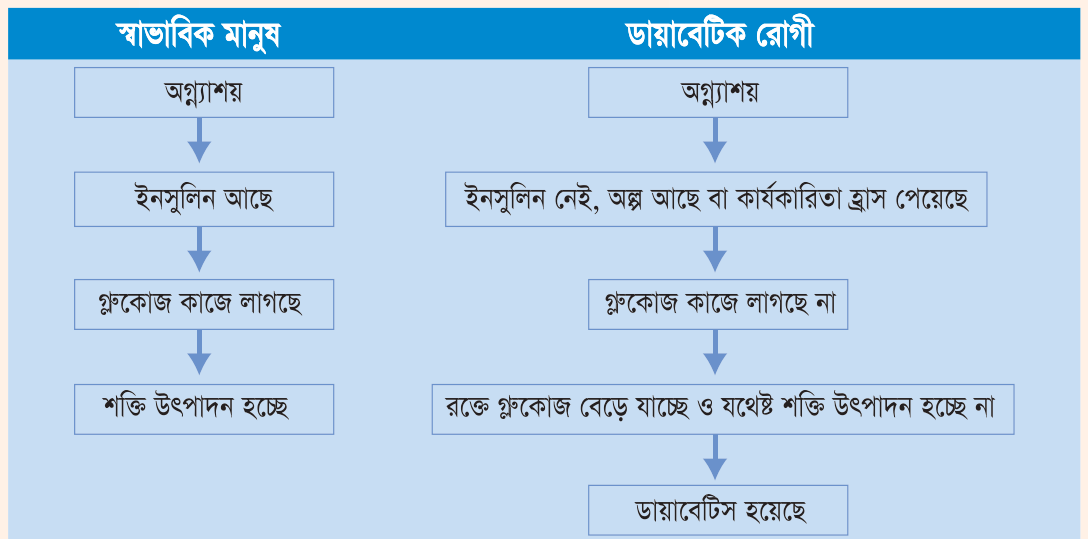 স্বাভাবিক মানুষ
অগ্ন্যাশয়
ইনসুলিন আছে
গ্লুকোজ কাজে লাগছে
শক্তি উৎপাদন হচ্ছে
ডায়াবেটিক রোগী
অগ্ন্যাশয়
ইনসুলিন নেই, অল্প আছে বা কার্যকারিতা হ্রাস পেয়েছে
গ্লুকোজ কাজে লাগছে না
রক্তে গ্লুকোজ বেড়ে যাচ্ছে ও যথেষ্ট শক্তি উৎপাদন হচ্ছে না
ডায়াবেটিস হয়েছে